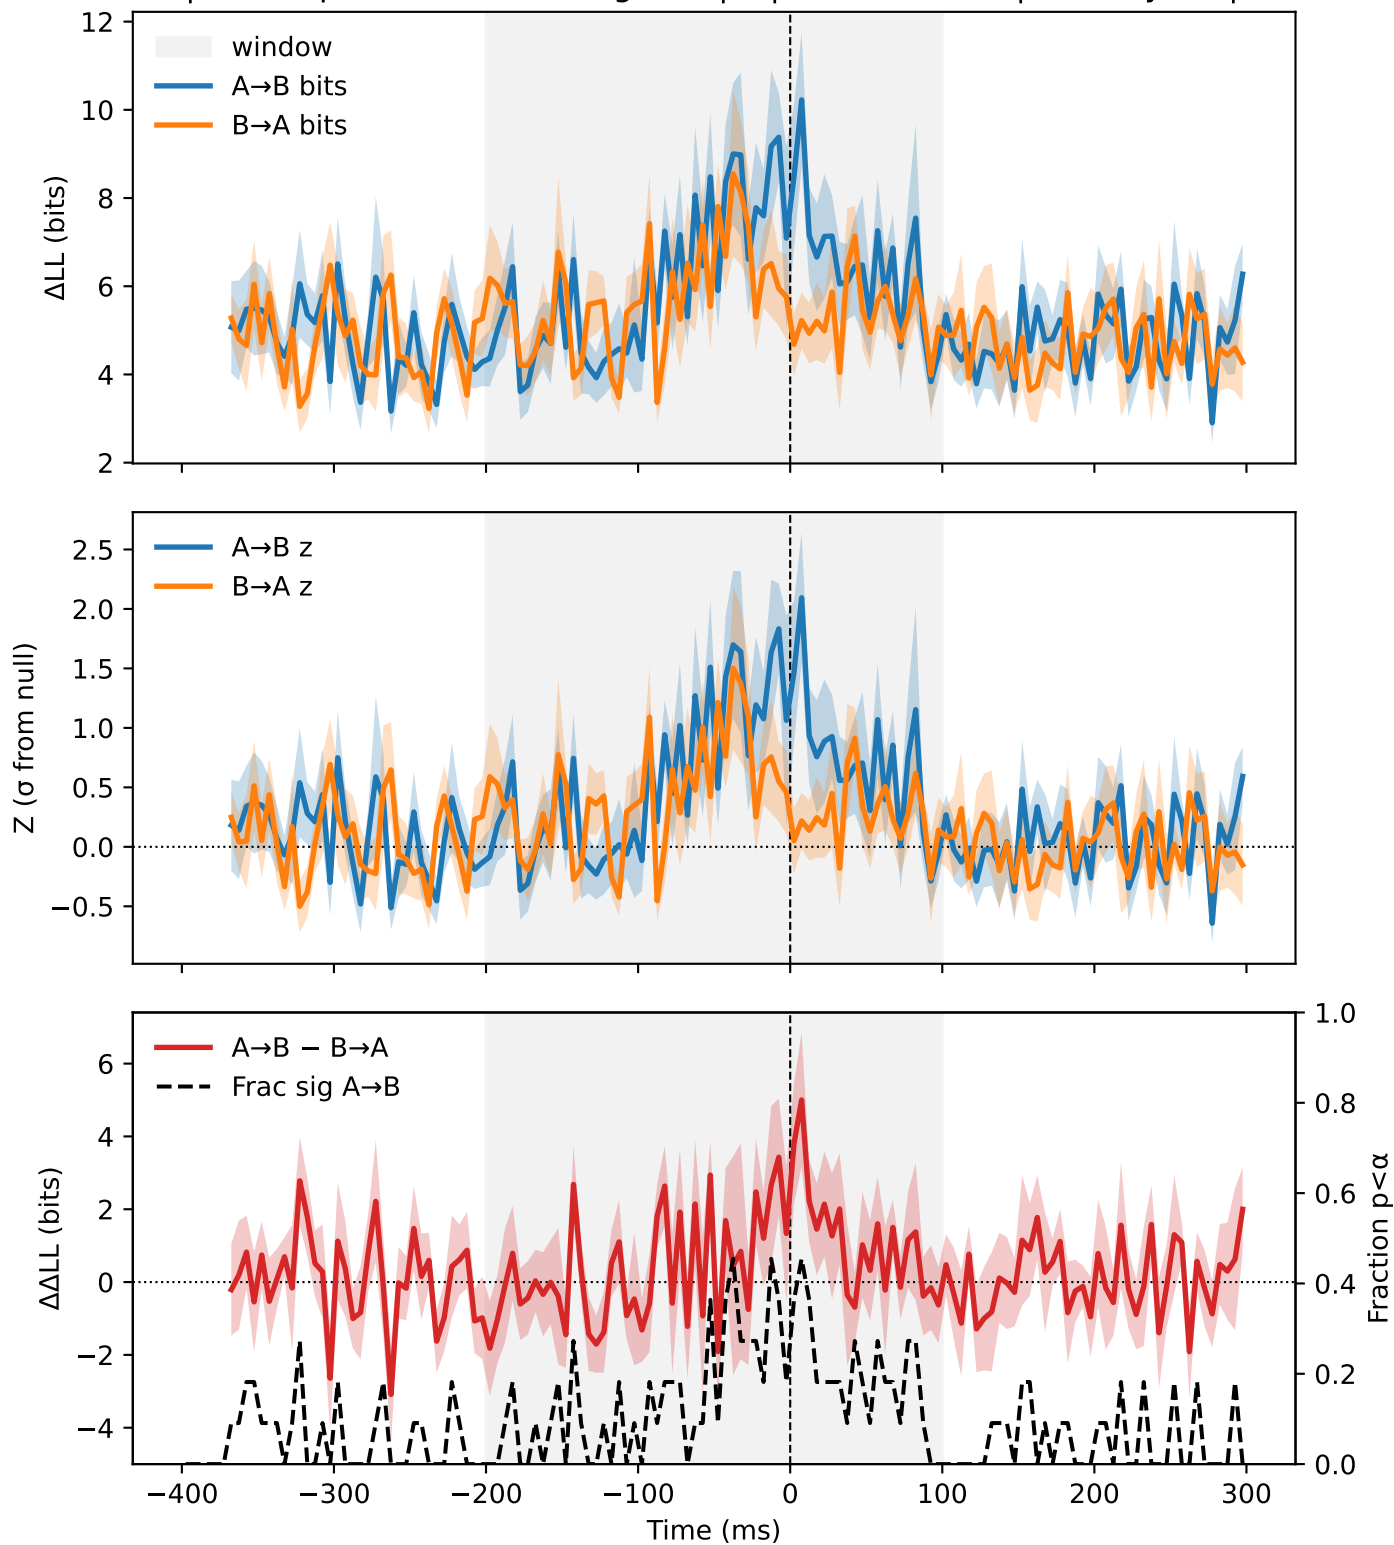 12
10
8
6
4
2
ΔLL (bits)
window
A→B bits
B→A bits
2.5
2.0
1.5
1.0
0.5
0.0
−0.5
Z (σ from null)
A→B z
B→A z
6
4
2
0
−2
−4
ΔΔLL (bits)
A→B − B→A
Frac sig A→B
1.0
0.8
0.6
0.4
0.2
0.0
Fraction p<α
−400 −300 −200 −100 0 100 200 300
Time (ms)